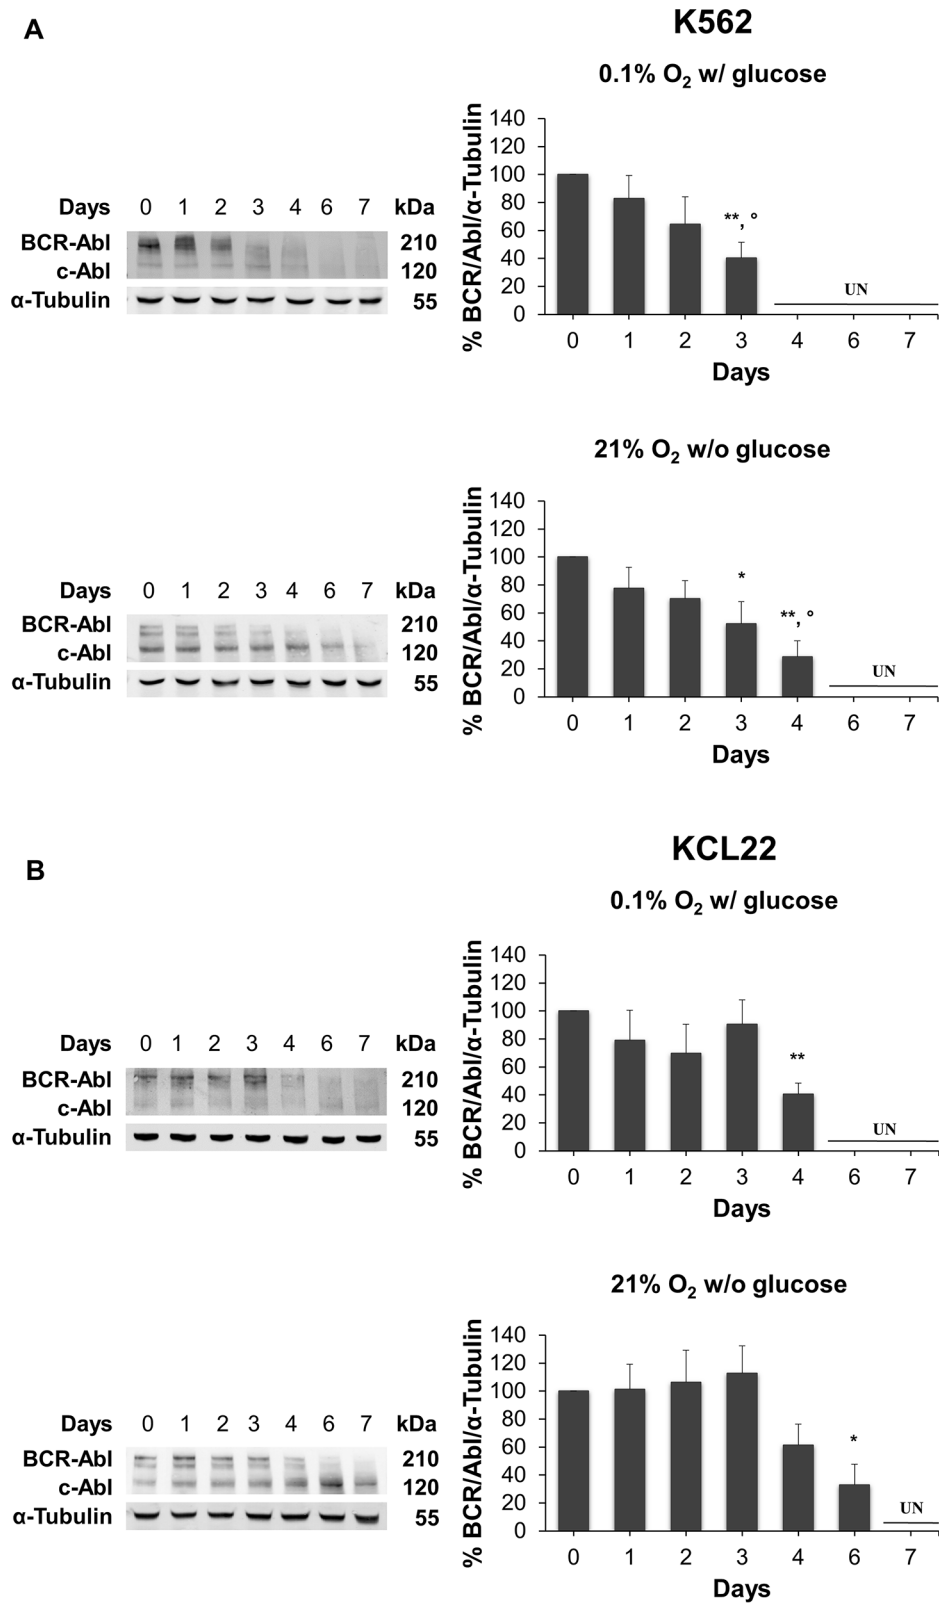 A
K562
0.1% O₂ w/ glucose
Days 0 1 2 3 4 6 7 kDa
BCR-Abl 210
c-Abl 120
α-Tubulin 55
% BCR/Abl/α-Tubulin
140
120
100
80
60
40
20
0
**, °
UN
0 1 2 3 4 6 7
Days
21% O₂ w/o glucose
Days 0 1 2 3 4 6 7 kDa
BCR-Abl 210
c-Abl 120
α-Tubulin 55
% BCR/Abl/α-Tubulin
140
120
100
80
60
40
20
0
*
**, °
UN
0 1 2 3 4 6 7
Days
B
KCL22
0.1% O₂ w/ glucose
Days 0 1 2 3 4 6 7 kDa
BCR-Abl 210
c-Abl 120
α-Tubulin 55
% BCR/Abl/α-Tubulin
140
120
100
80
60
40
20
0
**
UN
0 1 2 3 4 6 7
Days
21% O₂ w/o glucose
Days 0 1 2 3 4 6 7 kDa
BCR-Abl 210
c-Abl 120
α-Tubulin 55
% BCR/Abl/α-Tubulin
140
120
100
80
60
40
20
0
*
UN
0 1 2 3 4 6 7
Days